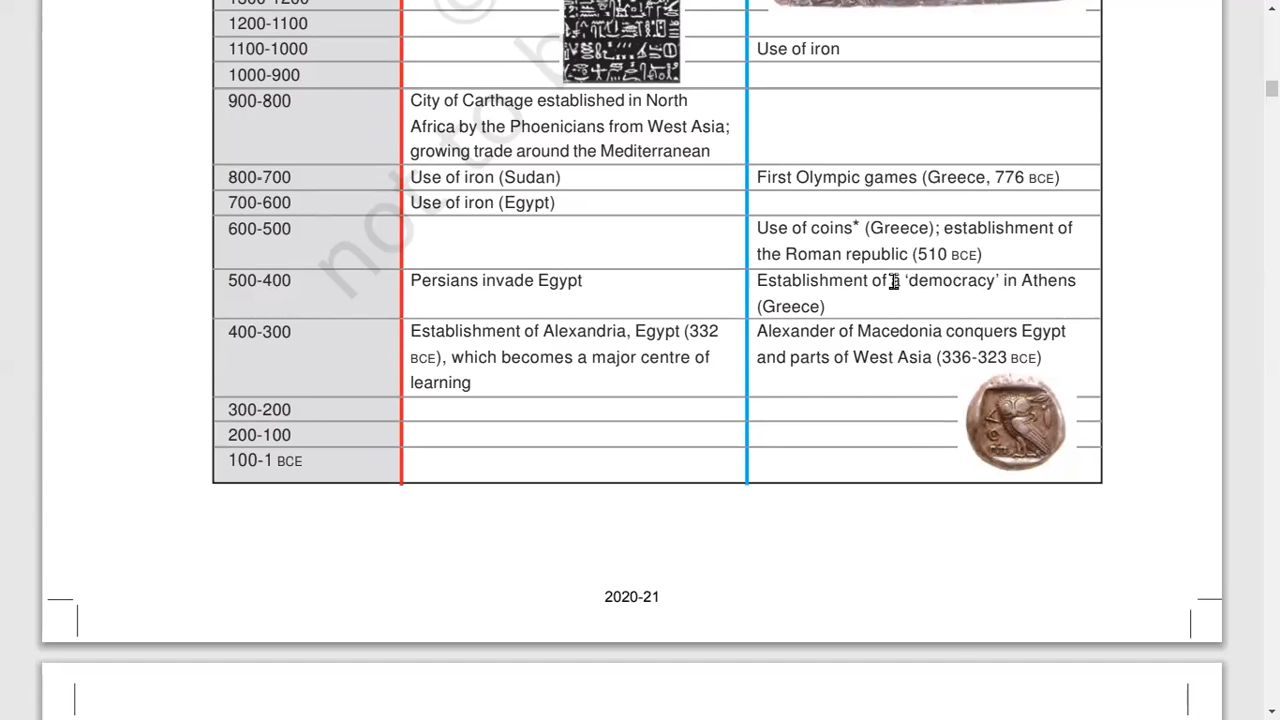 1200-1100
1100-1000 Use of iron
1000-900
900-800 City of Carthage established in North
Africa by the Phoenicians from West Asia;
growing trade around the Mediterranean
800-700 Use of iron (Sudan) First Olympic games (Greece, 776 BCE)
700-600 Use of iron (Egypt)
600-500 Use of coins* (Greece); establishment of
the Roman republic (510 BCE)
500-400 Persians invade Egypt Establishment of a ‘democracy’ in Athens
(Greece)
400-300 Establishment of Alexandria, Egypt (332 Alexander of Macedonia conquers Egypt
BCE), which becomes a major centre of and parts of West Asia (336-323 BCE)
learning
300-200
200-100
100-1 BCE
2020-21
© not to b